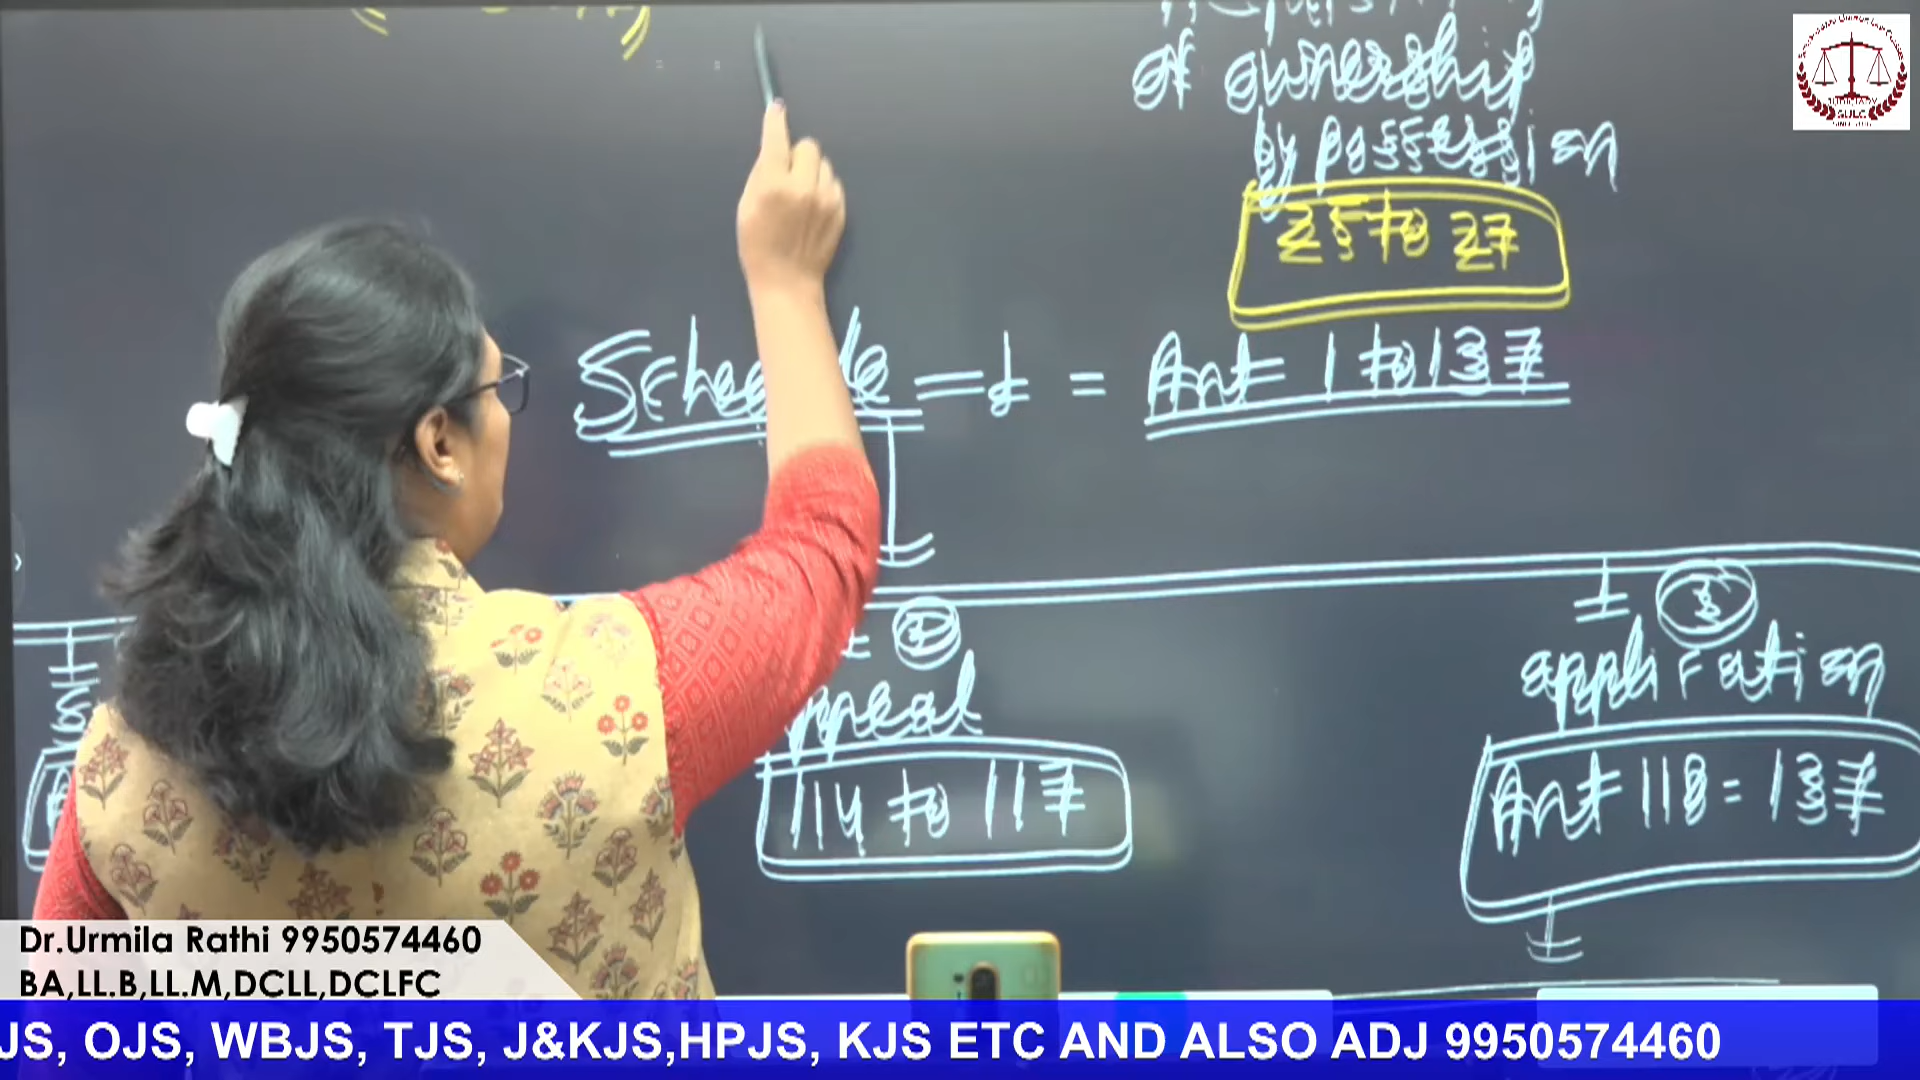 of ownership
by possession
25 to 27
Schedule = 1 = Art 1 to 137
2
appeal
114 to 117
3
application
Art 118 = 137
Dr.Urmila Rathi 9950574460
BA,LL.B,LL.M,DCLL,DCLFC
JS, OJS, WBJS, TJS, J&KJS,HPJS, KJS ETC AND ALSO ADJ 9950574460